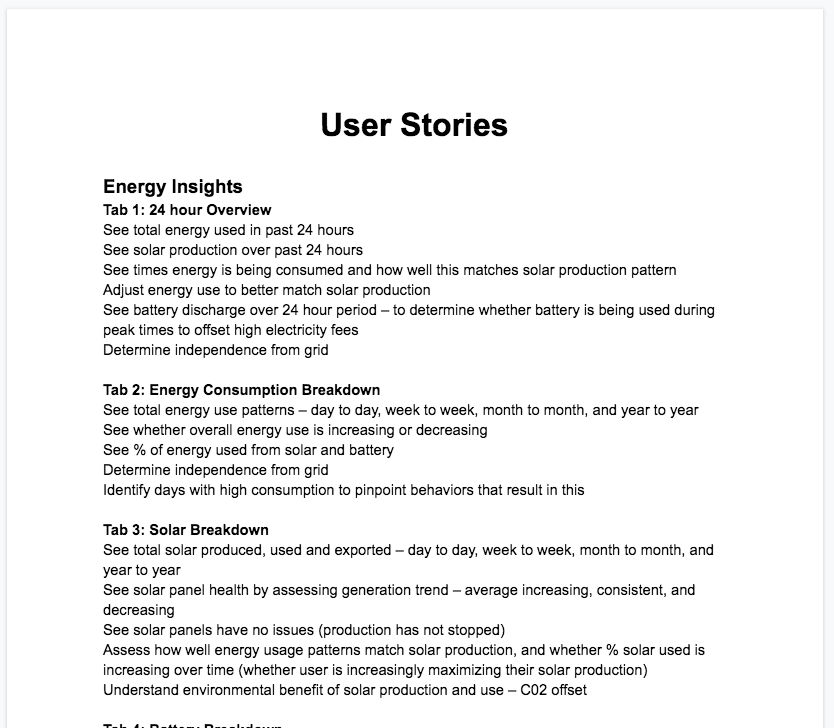 User Stories
Energy Insights
Tab 1: 24 hour Overview
See total energy used in past 24 hours
See solar production over past 24 hours
See times energy is being consumed and how well this matches solar production pattern
Adjust energy use to better match solar production
See battery discharge over 24 hour period – to determine whether battery is being used during
peak times to offset high electricity fees
Determine independence from grid
Tab 2: Energy Consumption Breakdown
See total energy use patterns – day to day, week to week, month to month, and year to year
See whether overall energy use is increasing or decreasing
See % of energy used from solar and battery
Determine independence from grid
Identify days with high consumption to pinpoint behaviors that result in this
Tab 3: Solar Breakdown
See total solar produced, used and exported – day to day, week to week, month to month, and
year to year
See solar panel health by assessing generation trend – average increasing, consistent, and
decreasing
See solar panels have no issues (production has not stopped)
Assess how well energy usage patterns match solar production, and whether % solar used is
increasing over time (whether user is increasingly maximizing their solar production)
Understand environmental benefit of solar production and use – C02 offset
Tab 4: Battery Breakdown